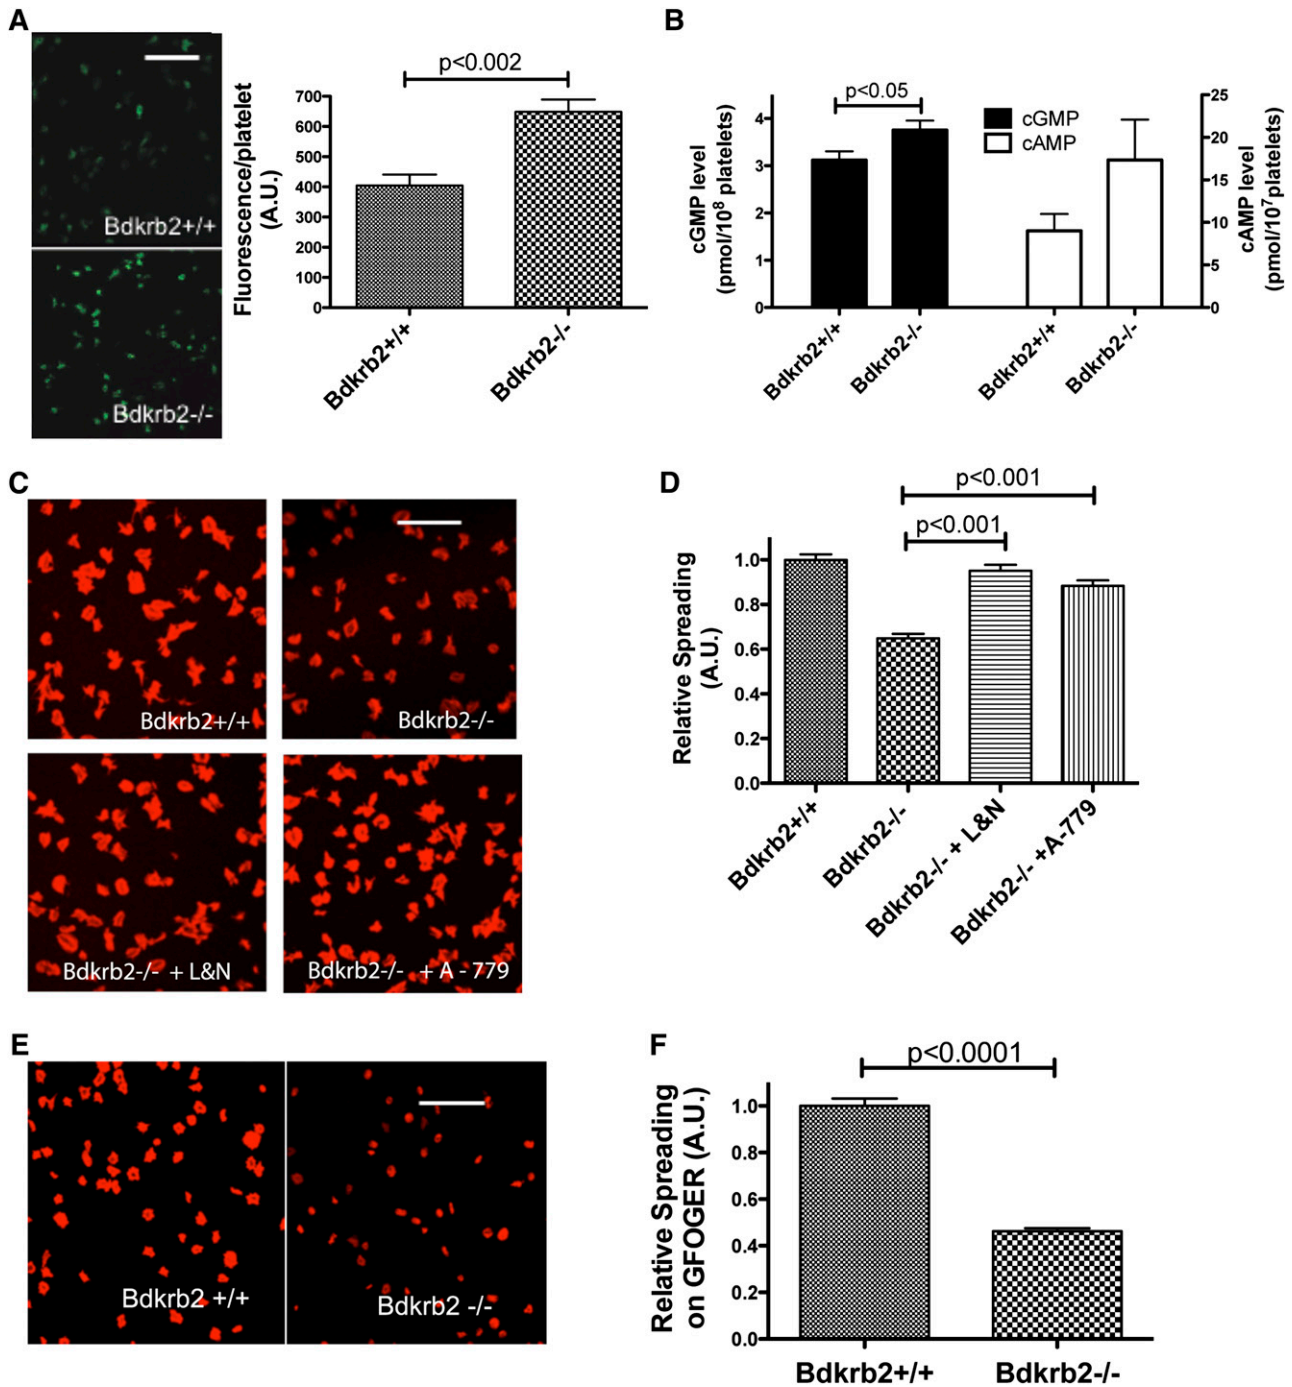 A
Bdkrb2+/+
Bdkrb2-/-
Fluorescence/platelet
(A.U.)
p<0.002
700
600
500
400
300
200
100
0
Bdkrb2+/+
Bdkrb2-/-
B
cGMP level
(pmol/10⁸ platelets)
4
3
2
1
0
p<0.05
cGMP
cAMP
25
20
15
10
5
0
cAMP level
(pmol/10⁷platelets)
Bdkrb2+/+
Bdkrb2-/-
Bdkrb2+/+
Bdkrb2-/-
C
Bdkrb2+/+
Bdkrb2-/-
Bdkrb2-/- + L&N
Bdkrb2-/- + A - 779
D
p<0.001
p<0.001
Relative Spreading
(A.U.)
1.0
0.8
0.6
0.4
0.2
0.0
Bdkrb2+/+
Bdkrb2-/-
Bdkrb2-/- + L&N
Bdkrb2-/- +A-779
E
Bdkrb2 +/+
Bdkrb2 -/-
F
p<0.0001
Relative Spreading
on GFOGER (A.U.)
1.0
0.8
0.6
0.4
0.2
0.0
Bdkrb2+/+
Bdkrb2-/-